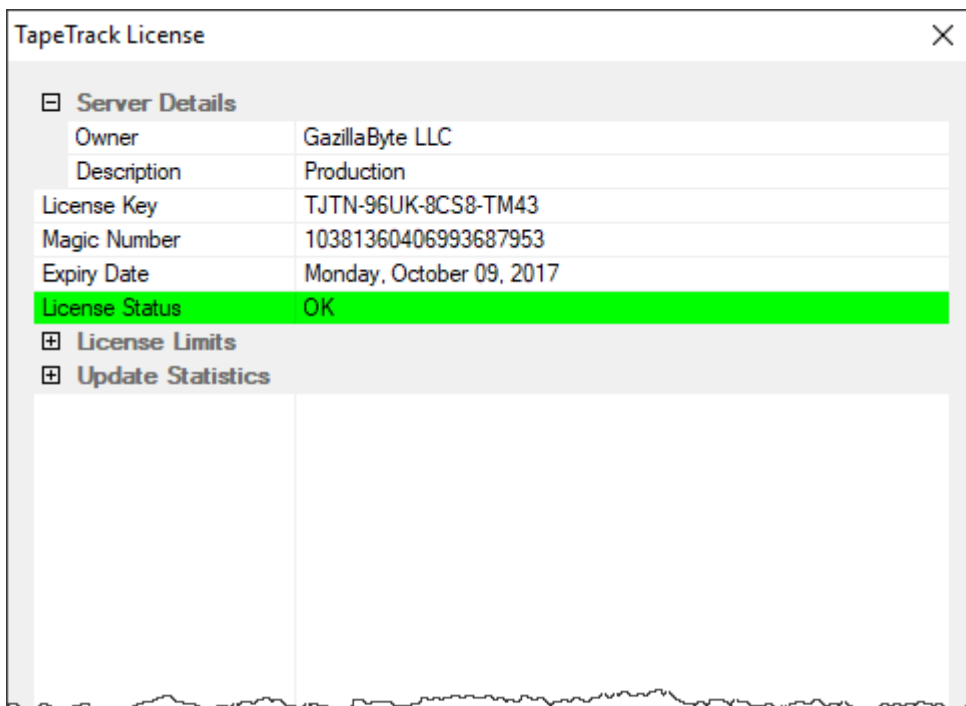 TapeTrack License
Server Details
Owner GazillaByte LLC
Description Production
License Key TJTN-96UK-8CS8-TM43
Magic Number 10381360406993687953
Expiry Date Monday, October 09, 2017
License Status OK
License Limits
Update Statistics